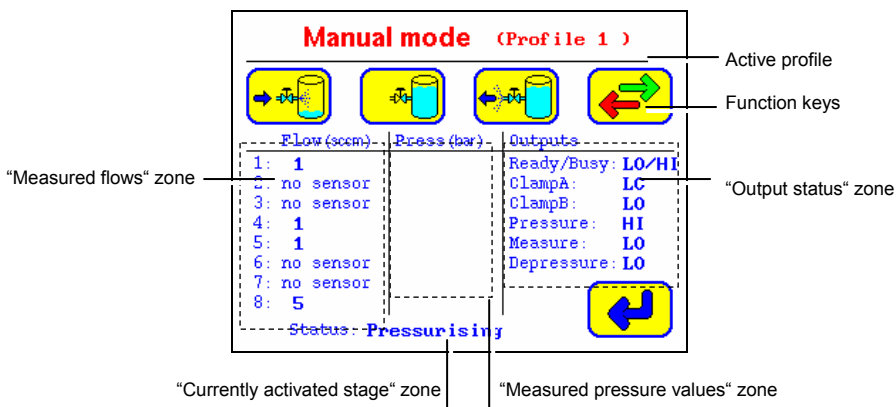 Manual mode (Profile 1 )
Active profile
Function keys
Flow(sccm) Press(bar) Outputs
1: 1
2: no sensor
3: no sensor
4: 1
5: 1
6: no sensor
7: no sensor
8: 5
Ready/Busy: LO/HI
ClampA: LO
ClampB: LO
Pressure: HI
Measure: LO
Depressure: LO
"Measured flows“ zone
"Output status“ zone
Status: Pressurising
"Currently activated stage“ zone
"Measured pressure values“ zone